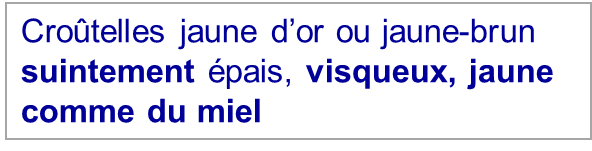 Croûtelles jaune d’or ou jaune-brun
suintement épais, visqueux, jaune
comme du miel